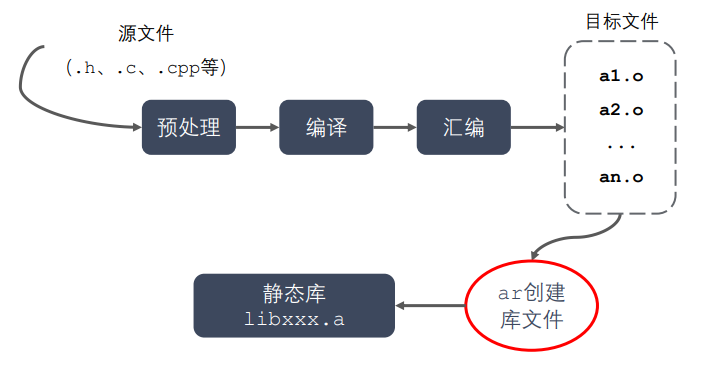 源文件
(.h、.c、.cpp等)
预处理
编译
汇编
目标文件
a1.o
a2.o
...
an.o
ar创建
库文件
静态库
libxxx.a